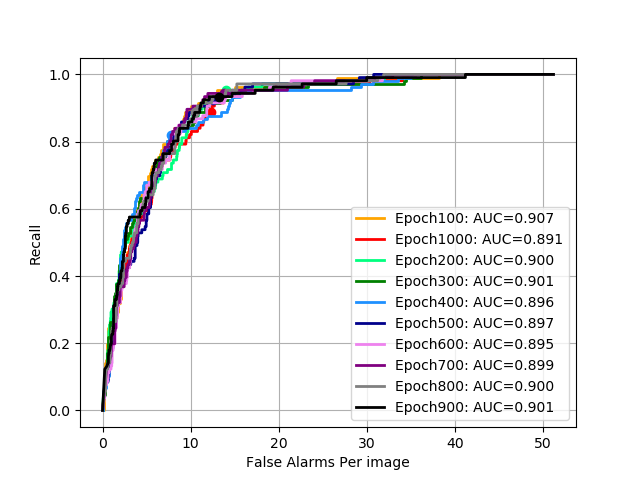 1.0
0.8
0.6
0.4
0.2
0.0
Recall
0
10
20
30
40
50
False Alarms Per image
Epoch100: AUC=0.907
Epoch1000: AUC=0.891
Epoch200: AUC=0.900
Epoch300: AUC=0.901
Epoch400: AUC=0.896
Epoch500: AUC=0.897
Epoch600: AUC=0.895
Epoch700: AUC=0.899
Epoch800: AUC=0.900
Epoch900: AUC=0.901